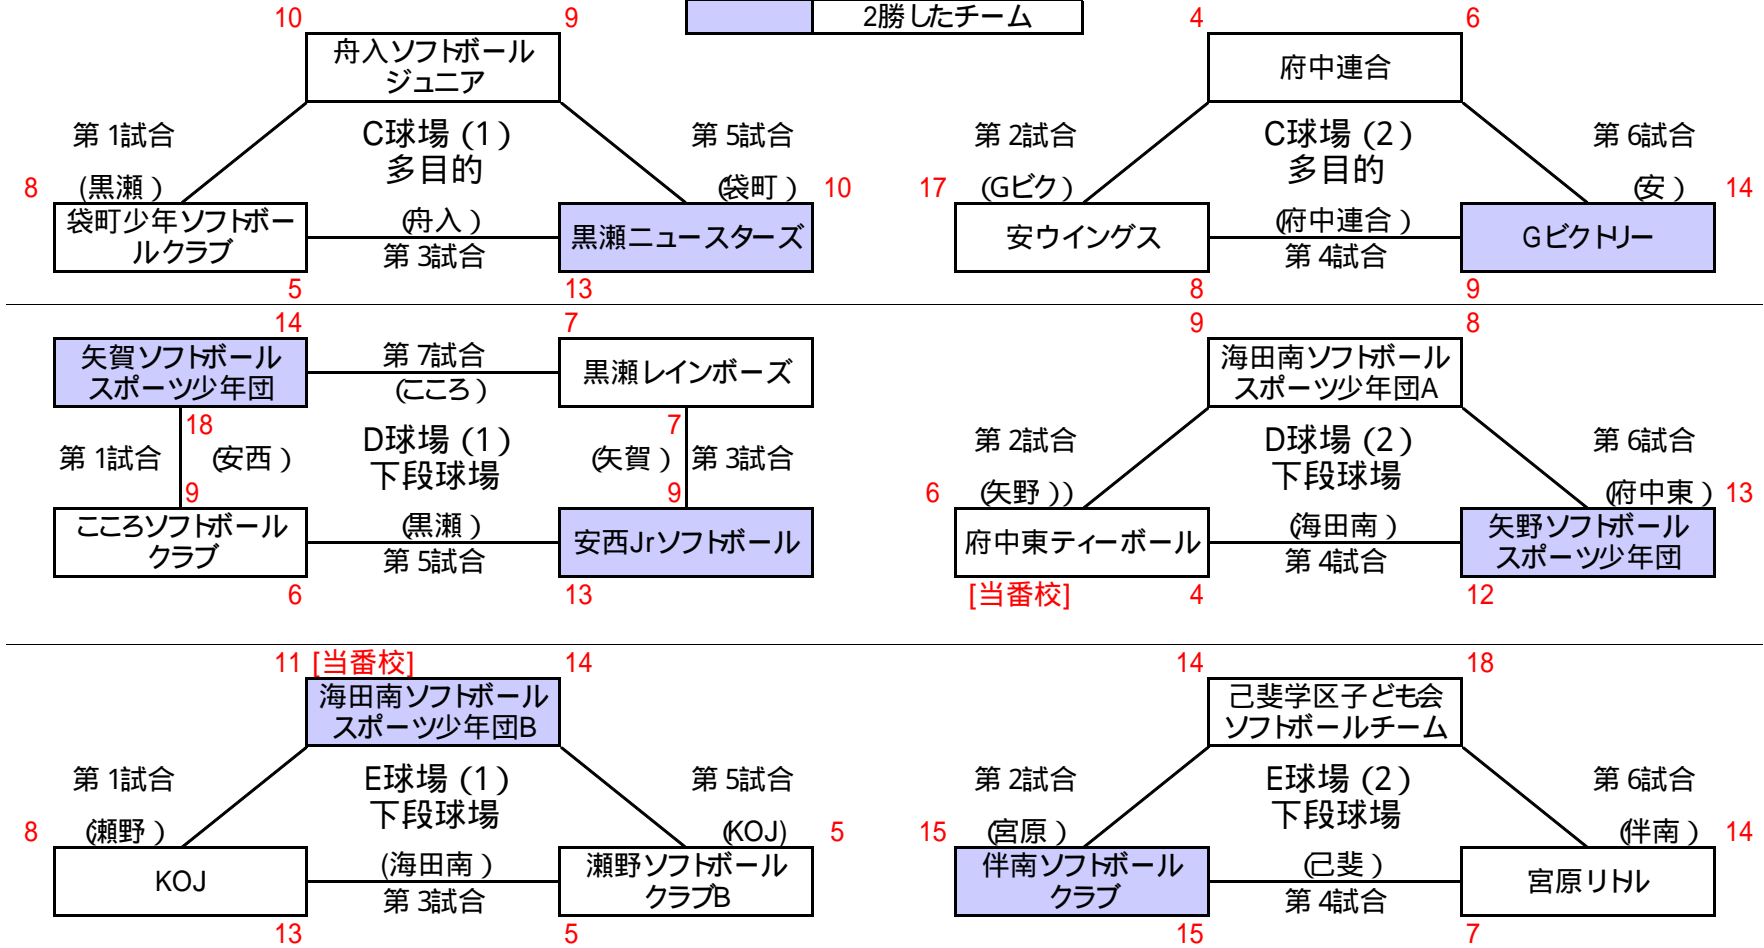 2勝したチーム
10
9
舟入ソフトボール
ジュニア
第1試合
C球場(1)
多目的
第5試合
8
(黒瀬)
(袋町)
10
袋町少年ソフトボー
ルクラブ
(舟入)
第3試合
黒瀬ニュースターズ
5
13
4
6
府中連合
第2試合
C球場(2)
多目的
第6試合
17
(Gビク)
(安)
14
安ウイングス
(府中連合)
第4試合
Gビクトリー
8
9
14
7
矢賀ソフトボール
スポーツ少年団
第7試合
(こころ)
黒瀬レインボーズ
18
7
第1試合
(安西)
D球場(1)
下段球場
(矢賀)
第3試合
9
9
こころソフトボール
クラブ
(黒瀬)
第5試合
安西Jrソフトボール
6
13
9
8
海田南ソフトボール
スポーツ少年団A
第2試合
D球場(2)
下段球場
第6試合
6
(矢野))
(府中東)
13
府中東ティーボール
(海田南)
第4試合
矢野ソフトボール
スポーツ少年団
[当番校]
4
12
11
[当番校]
14
海田南ソフトボール
スポーツ少年団B
第1試合
E球場(1)
下段球場
第5試合
8
(瀬野)
(KOJ)
5
KOJ
(海田南)
第3試合
瀬野ソフトボール
クラブB
13
5
14
18
己斐学区子ども会
ソフトボールチーム
第2試合
E球場(2)
下段球場
第6試合
15
(宮原)
(伴南)
14
伴南ソフトボール
クラブ
(己斐)
第4試合
宮原リトル
15
7